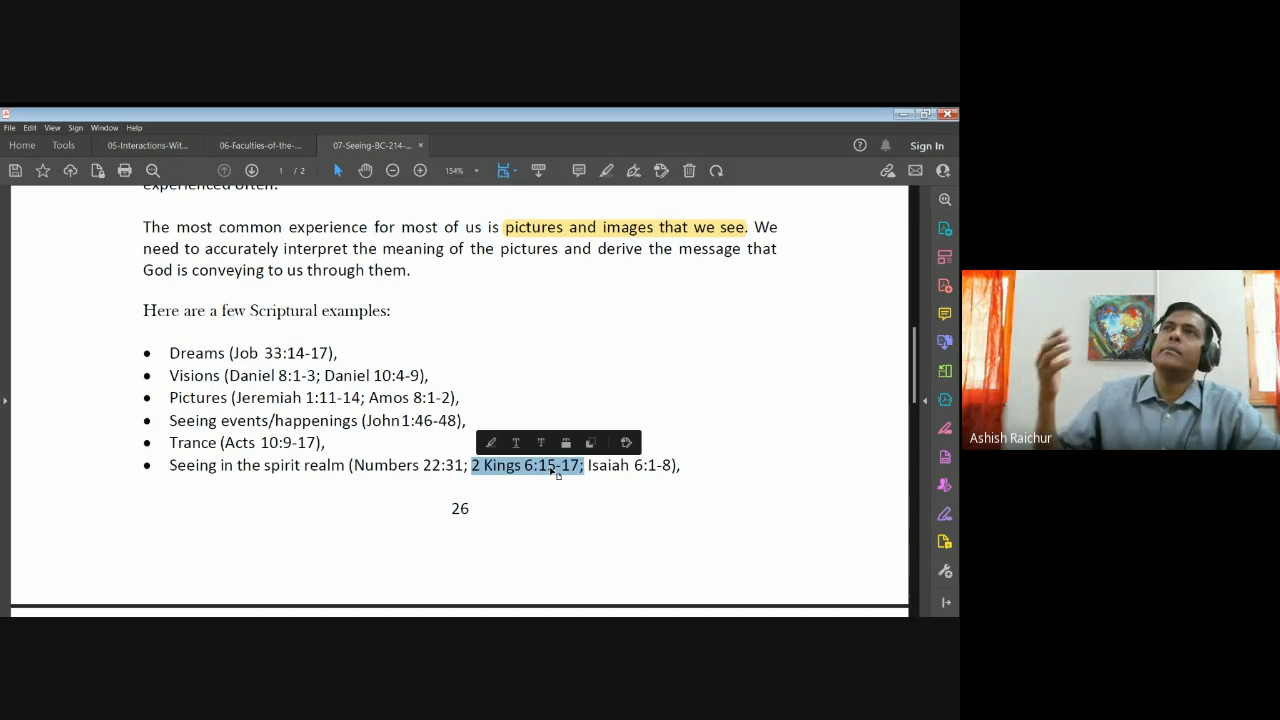 File Edit View Sign Window Help
Home Tools 05-Interactions-Wit... 06-Faculties-of-the-... 07-Seeing-BC-214-... × Sign In
1 / 2 154%
experienced often.
The most common experience for most of us is pictures and images that we see. We
need to accurately interpret the meaning of the pictures and derive the message that
God is conveying to us through them.
Here are a few Scriptural examples:
• Dreams (Job 33:14-17),
• Visions (Daniel 8:1-3; Daniel 10:4-9),
• Pictures (Jeremiah 1:11-14; Amos 8:1-2),
• Seeing events/happenings (John1:46-48),
• Trance (Acts 10:9-17),
• Seeing in the spirit realm (Numbers 22:31; 2 Kings 6:15-17; Isaiah 6:1-8),
26
Ashish Raichur